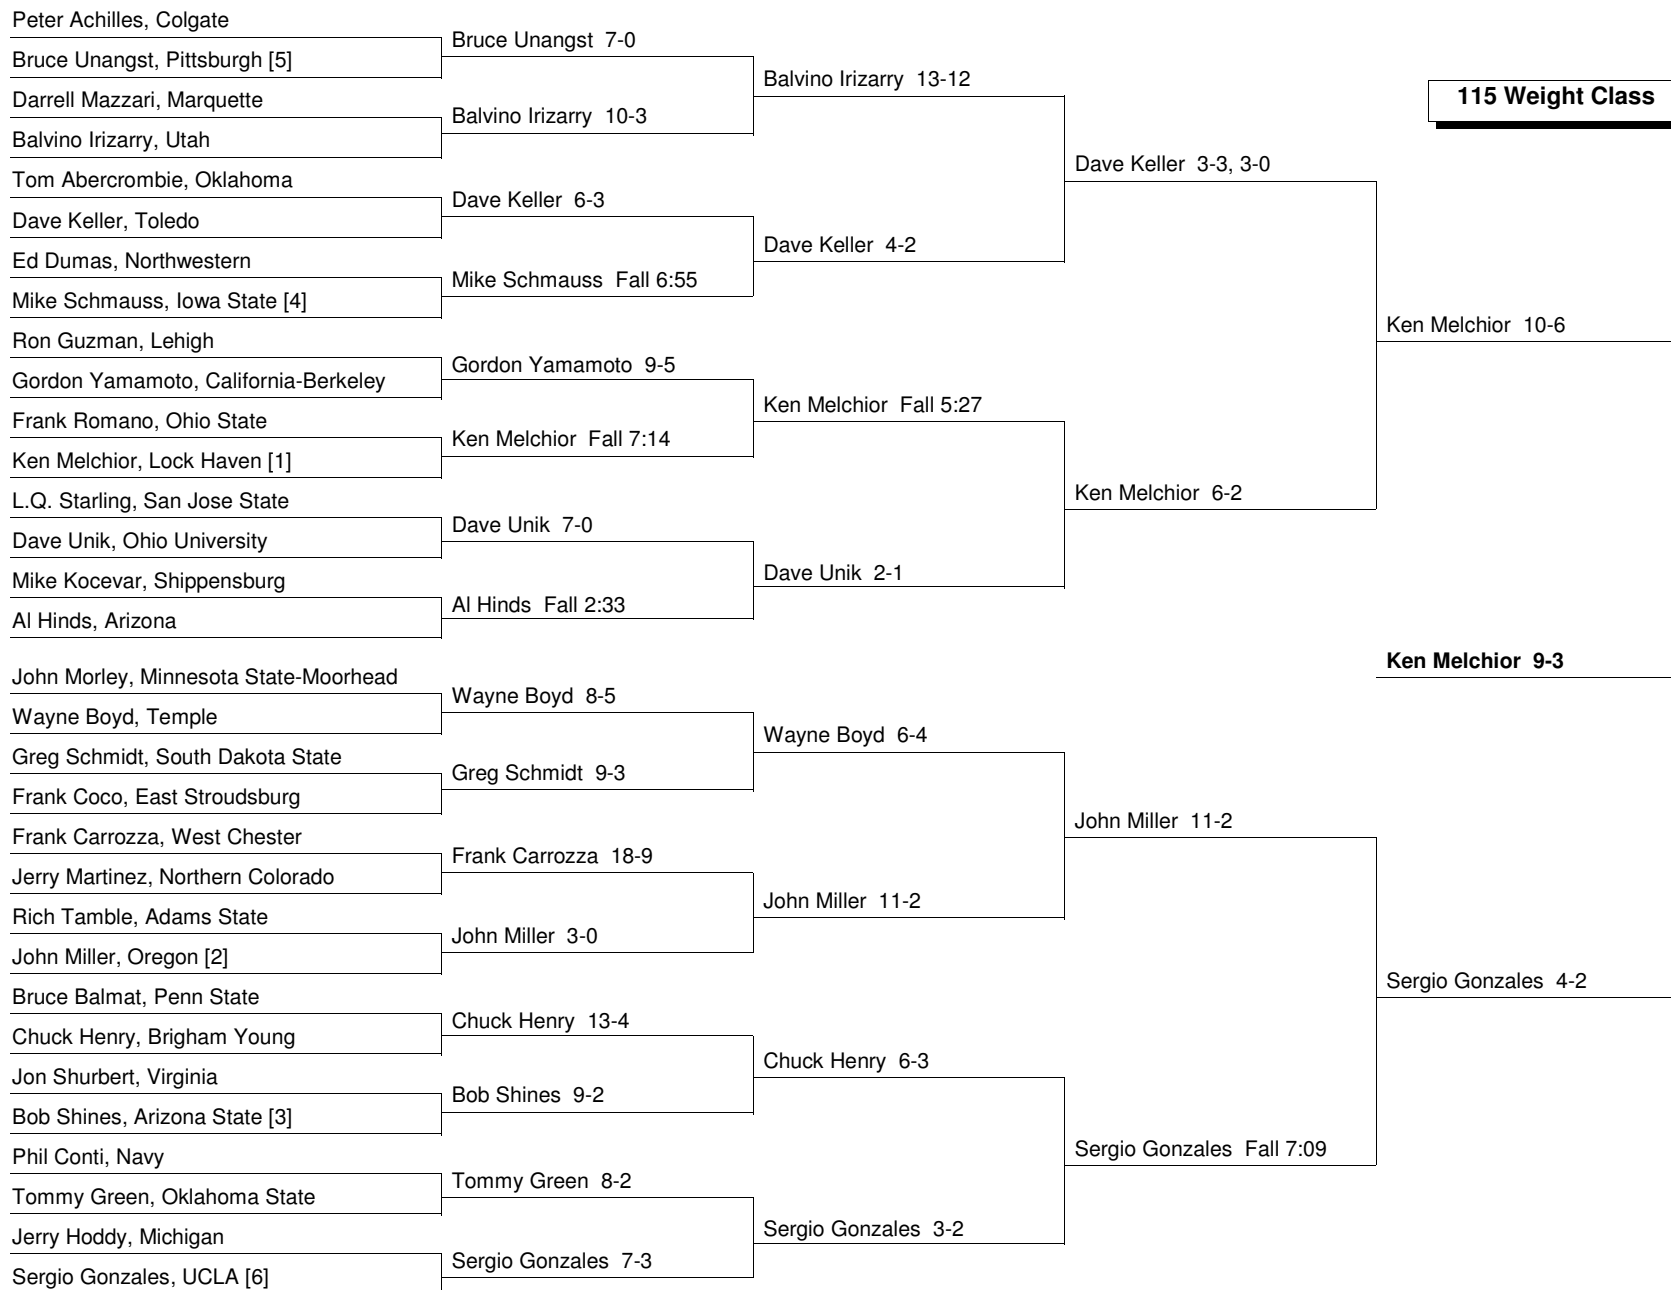 Peter Achilles, Colgate
Bruce Unangst, Pittsburgh [5]
Darrell Mazzari, Marquette
Balvino Irizarry, Utah
Tom Abercrombie, Oklahoma
Dave Keller, Toledo
Ed Dumas, Northwestern
Mike Schmauss, Iowa State [4]
Ron Guzman, Lehigh
Gordon Yamamoto, California-Berkeley
Frank Romano, Ohio State
Ken Melchior, Lock Haven [1]
L.Q. Starling, San Jose State
Dave Unik, Ohio University
Mike Kocevar, Shippensburg
Al Hinds, Arizona
John Morley, Minnesota State-Moorhead
Wayne Boyd, Temple
Greg Schmidt, South Dakota State
Frank Coco, East Stroudsburg
Frank Carrozza, West Chester
Jerry Martinez, Northern Colorado
Rich Tamble, Adams State
John Miller, Oregon [2]
Bruce Balmat, Penn State
Chuck Henry, Brigham Young
Jon Shurbert, Virginia
Bob Shines, Arizona State [3]
Phil Conti, Navy
Tommy Green, Oklahoma State
Jerry Hoddy, Michigan
Sergio Gonzales, UCLA [6]
Bruce Unangst 7-0
Balvino Irizarry 10-3
Dave Keller 6-3
Mike Schmauss Fall 6:55
Gordon Yamamoto 9-5
Ken Melchior Fall 7:14
Dave Unik 7-0
Al Hinds Fall 2:33
Wayne Boyd 8-5
Greg Schmidt 9-3
Frank Carrozza 18-9
John Miller 3-0
Chuck Henry 13-4
Bob Shines 9-2
Tommy Green 8-2
Sergio Gonzales 7-3
Balvino Irizarry 13-12
Dave Keller 4-2
Ken Melchior Fall 5:27
Dave Unik 2-1
Wayne Boyd 6-4
John Miller 11-2
Chuck Henry 6-3
Sergio Gonzales 3-2
Dave Keller 3-3, 3-0
Ken Melchior 6-2
John Miller 11-2
Sergio Gonzales Fall 7:09
115 Weight Class
Ken Melchior 10-6
Ken Melchior 9-3
Sergio Gonzales 4-2